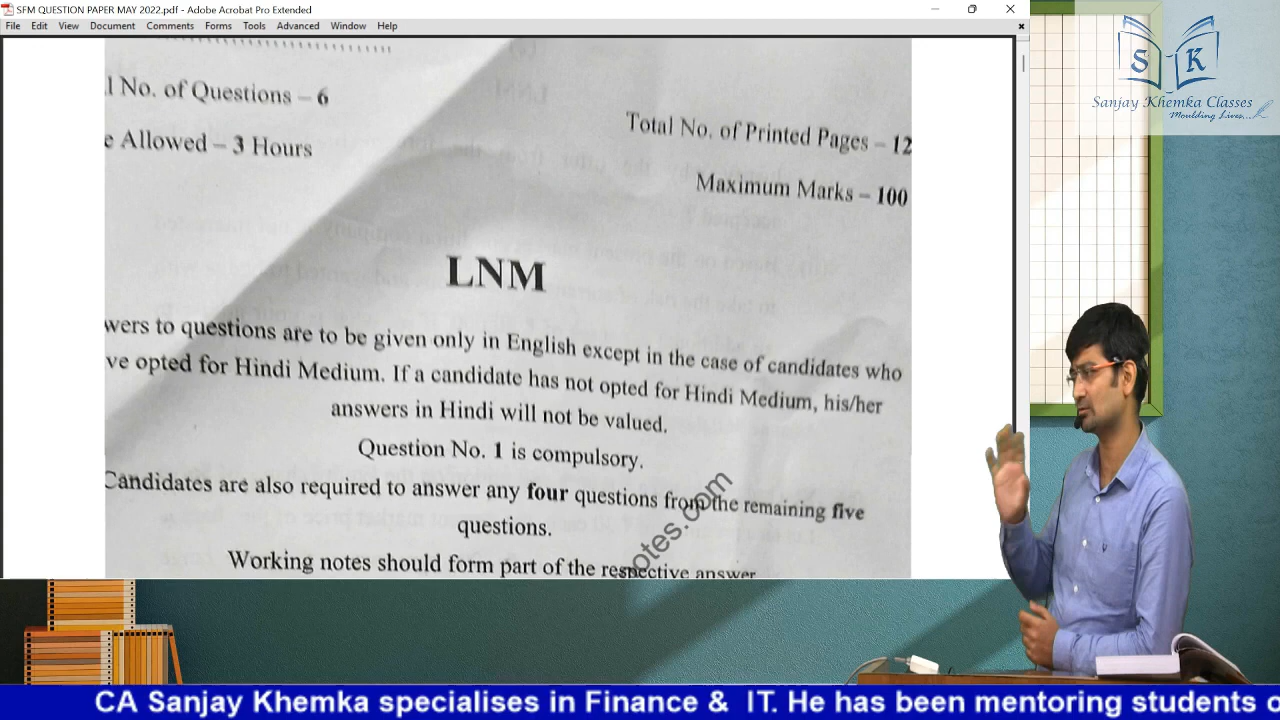 SFM QUESTION PAPER MAY 2022.pdf - Adobe Acrobat Pro Extended
File Edit View Document Comments Forms Tools Advanced Window Help
l No. of Questions – 6
Total No. of Printed Pages – 12
e Allowed – 3 Hours
Maximum Marks – 100
LNM
wers to questions are to be given only in English except in the case of candidates who
ve opted for Hindi Medium. If a candidate has not opted for Hindi Medium, his/her
answers in Hindi will not be valued.
Question No. 1 is compulsory.
Candidates are also required to answer any four questions from the remaining five
questions.
Working notes should form part of the respective answer
notes.com
S K
Sanjay Khemka Classes
Moulding Lives...
CA Sanjay Khemka specialises in Finance & IT. He has been mentoring students